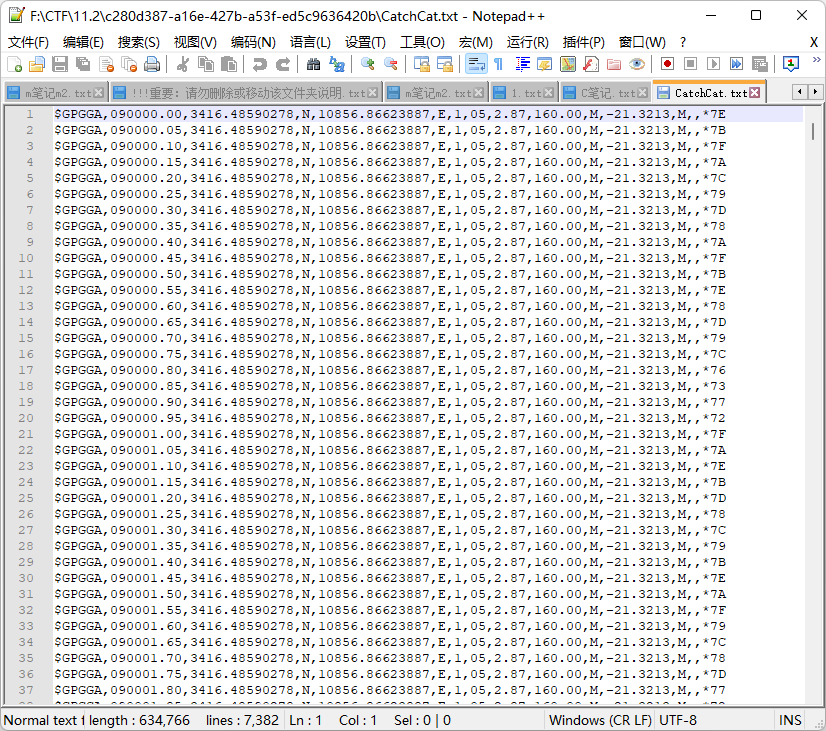 F:\CTF\11.2\c280d387-a16e-427b-a53f-ed5c9636420b\CatchCat.txt - Notepad++
文件(F) 编辑(E) 搜索(S) 视图(V) 编码(N) 语言(L) 设置(T) 工具(O) 宏(M) 运行(R) 插件(P) 窗口(W) ? X
m笔记m2.txt !!!重要：请勿删除或移动该文件夹说明.txt m笔记m2.txt 1.txt C笔记.txt CatchCat.txt
1 $GPGGA,090000.00,3416.48590278,N,10856.86623887,E,1,05,2.87,160.00,M,-21.3213,M,,*7E
2 $GPGGA,090000.05,3416.48590278,N,10856.86623887,E,1,05,2.87,160.00,M,-21.3213,M,,*7B
3 $GPGGA,090000.10,3416.48590278,N,10856.86623887,E,1,05,2.87,160.00,M,-21.3213,M,,*7F
4 $GPGGA,090000.15,3416.48590278,N,10856.86623887,E,1,05,2.87,160.00,M,-21.3213,M,,*7A
5 $GPGGA,090000.20,3416.48590278,N,10856.86623887,E,1,05,2.87,160.00,M,-21.3213,M,,*7C
6 $GPGGA,090000.25,3416.48590278,N,10856.86623887,E,1,05,2.87,160.00,M,-21.3213,M,,*79
7 $GPGGA,090000.30,3416.48590278,N,10856.86623887,E,1,05,2.87,160.00,M,-21.3213,M,,*7D
8 $GPGGA,090000.35,3416.48590278,N,10856.86623887,E,1,05,2.87,160.00,M,-21.3213,M,,*78
9 $GPGGA,090000.40,3416.48590278,N,10856.86623887,E,1,05,2.87,160.00,M,-21.3213,M,,*7A
10 $GPGGA,090000.45,3416.48590278,N,10856.86623887,E,1,05,2.87,160.00,M,-21.3213,M,,*7F
11 $GPGGA,090000.50,3416.48590278,N,10856.86623887,E,1,05,2.87,160.00,M,-21.3213,M,,*7B
12 $GPGGA,090000.55,3416.48590278,N,10856.86623887,E,1,05,2.87,160.00,M,-21.3213,M,,*7E
13 $GPGGA,090000.60,3416.48590278,N,10856.86623887,E,1,05,2.87,160.00,M,-21.3213,M,,*78
14 $GPGGA,090000.65,3416.48590278,N,10856.86623887,E,1,05,2.87,160.00,M,-21.3213,M,,*7D
15 $GPGGA,090000.70,3416.48590278,N,10856.86623887,E,1,05,2.87,160.00,M,-21.3213,M,,*79
16 $GPGGA,090000.75,3416.48590278,N,10856.86623887,E,1,05,2.87,160.00,M,-21.3213,M,,*7C
17 $GPGGA,090000.80,3416.48590278,N,10856.86623887,E,1,05,2.87,160.00,M,-21.3213,M,,*76
18 $GPGGA,090000.85,3416.48590278,N,10856.86623887,E,1,05,2.87,160.00,M,-21.3213,M,,*73
19 $GPGGA,090000.90,3416.48590278,N,10856.86623887,E,1,05,2.87,160.00,M,-21.3213,M,,*77
20 $GPGGA,090000.95,3416.48590278,N,10856.86623887,E,1,05,2.87,160.00,M,-21.3213,M,,*72
21 $GPGGA,090001.00,3416.48590278,N,10856.86623887,E,1,05,2.87,160.00,M,-21.3213,M,,*7F
22 $GPGGA,090001.05,3416.48590278,N,10856.86623887,E,1,05,2.87,160.00,M,-21.3213,M,,*7A
23 $GPGGA,090001.10,3416.48590278,N,10856.86623887,E,1,05,2.87,160.00,M,-21.3213,M,,*7E
24 $GPGGA,090001.15,3416.48590278,N,10856.86623887,E,1,05,2.87,160.00,M,-21.3213,M,,*7B
25 $GPGGA,090001.20,3416.48590278,N,10856.86623887,E,1,05,2.87,160.00,M,-21.3213,M,,*7D
26 $GPGGA,090001.25,3416.48590278,N,10856.86623887,E,1,05,2.87,160.00,M,-21.3213,M,,*78
27 $GPGGA,090001.30,3416.48590278,N,10856.86623887,E,1,05,2.87,160.00,M,-21.3213,M,,*7C
28 $GPGGA,090001.35,3416.48590278,N,10856.86623887,E,1,05,2.87,160.00,M,-21.3213,M,,*79
29 $GPGGA,090001.40,3416.48590278,N,10856.86623887,E,1,05,2.87,160.00,M,-21.3213,M,,*7B
30 $GPGGA,090001.45,3416.48590278,N,10856.86623887,E,1,05,2.87,160.00,M,-21.3213,M,,*7E
31 $GPGGA,090001.50,3416.48590278,N,10856.86623887,E,1,05,2.87,160.00,M,-21.3213,M,,*7A
32 $GPGGA,090001.55,3416.48590278,N,10856.86623887,E,1,05,2.87,160.00,M,-21.3213,M,,*7F
33 $GPGGA,090001.60,3416.48590278,N,10856.86623887,E,1,05,2.87,160.00,M,-21.3213,M,,*79
34 $GPGGA,090001.65,3416.48590278,N,10856.86623887,E,1,05,2.87,160.00,M,-21.3213,M,,*7C
35 $GPGGA,090001.70,3416.48590278,N,10856.86623887,E,1,05,2.87,160.00,M,-21.3213,M,,*78
36 $GPGGA,090001.75,3416.48590278,N,10856.86623887,E,1,05,2.87,160.00,M,-21.3213,M,,*7D
37 $GPGGA,090001.80,3416.48590278,N,10856.86623887,E,1,05,2.87,160.00,M,-21.3213,M,,*77
Normal text f length : 634,766 lines : 7,382 Ln : 1 Col : 1 Sel : 0 | 0 Windows (CR LF) UTF-8 INS